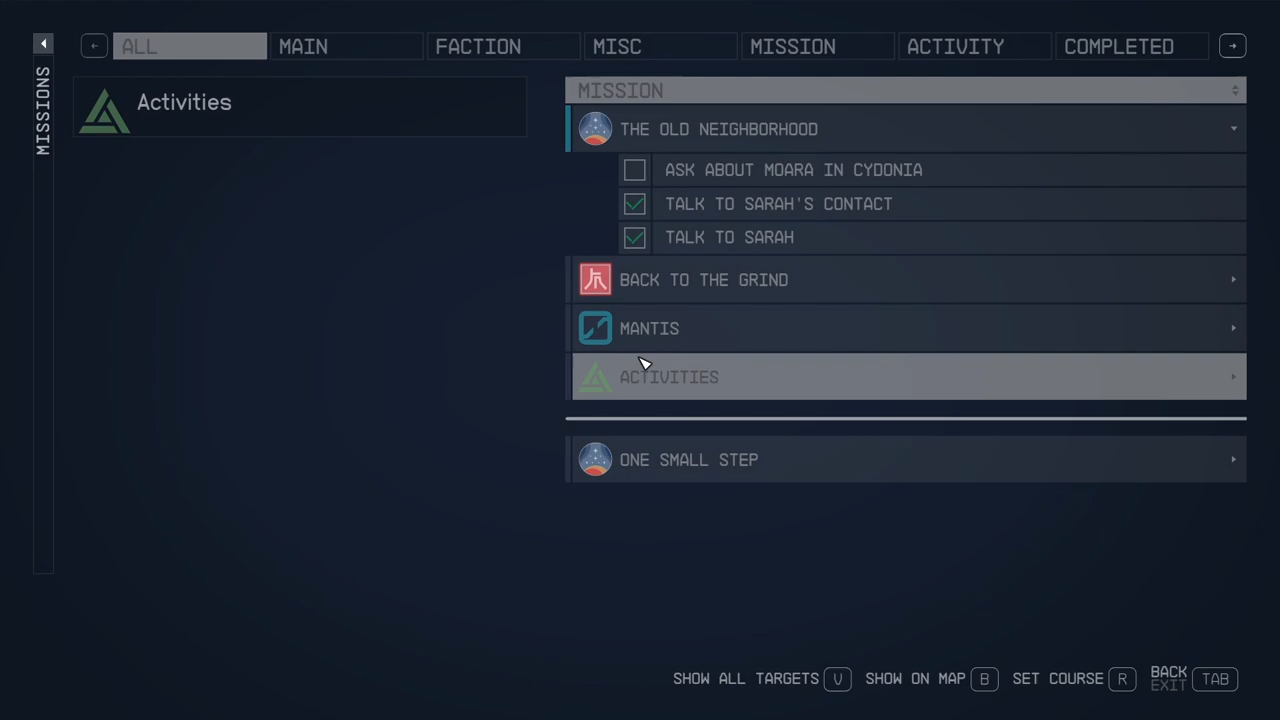 ALL
MAIN
FACTION
MISC
MISSION
ACTIVITY
COMPLETED
MISSIONS
Activities
MISSION
THE OLD NEIGHBORHOOD
ASK ABOUT MOARA IN CYDONIA
TALK TO SARAH'S CONTACT
TALK TO SARAH
BACK TO THE GRIND
MANTIS
ACTIVITIES
ONE SMALL STEP
SHOW ALL TARGETS V
SHOW ON MAP B
SET COURSE R
BACK
EXIT
TAB